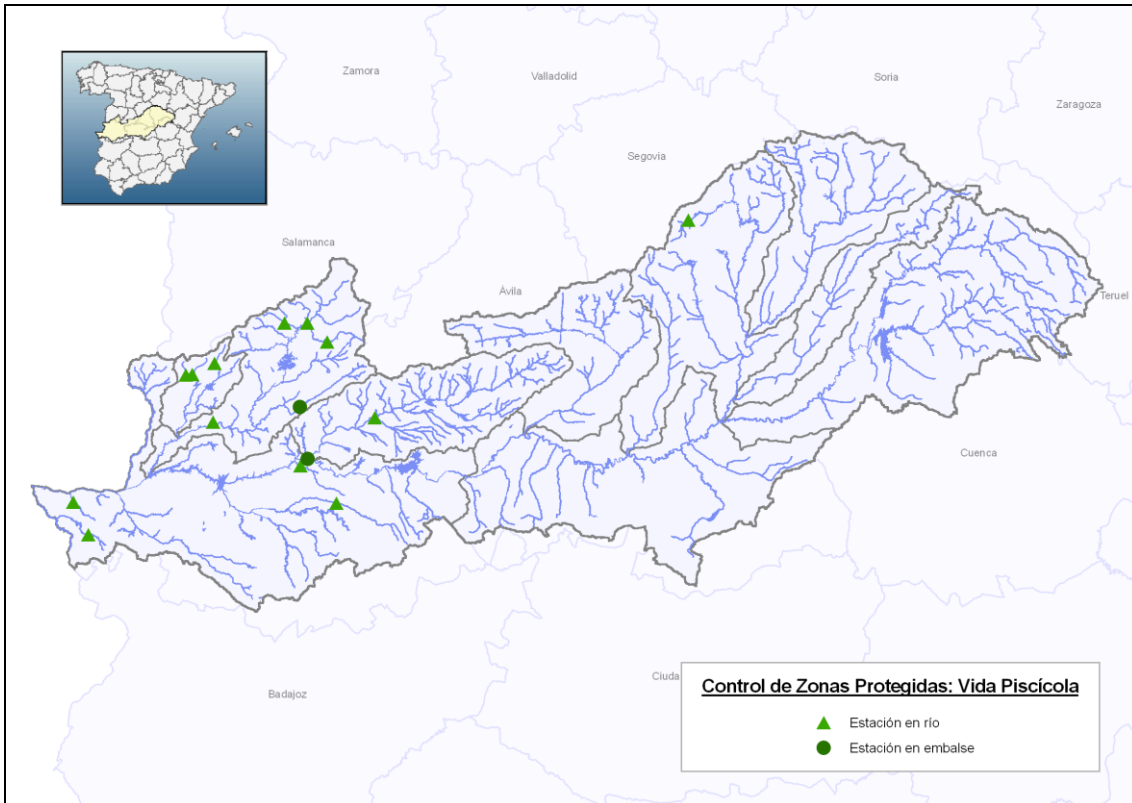 Zamora
Valladolid
Soria
Zaragoza
Segovia
Salamanca
Ávila
Teruel
Cuenca
Badajoz
Ciuda
Control de Zonas Protegidas: Vida Piscícola
Estación en río
Estación en embalse